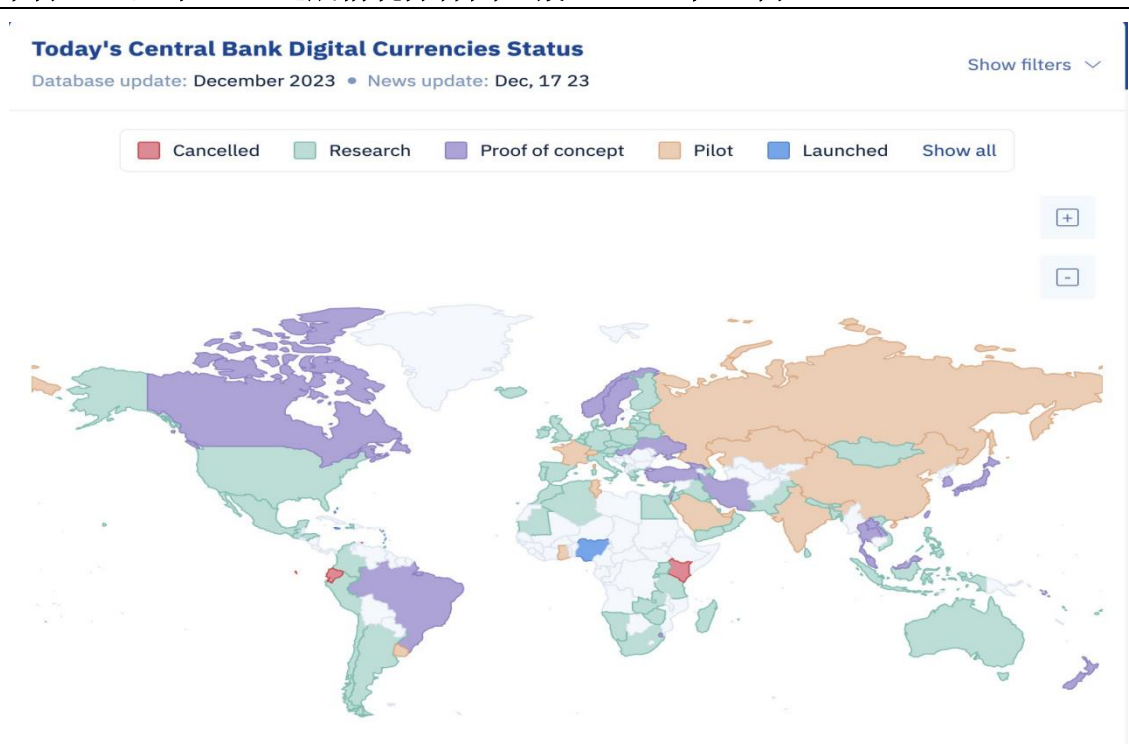 Today's Central Bank Digital Currencies Status
Database update: December 2023 • News update: Dec, 17 23
Show filters
Cancelled Research Proof of concept Pilot Launched Show all